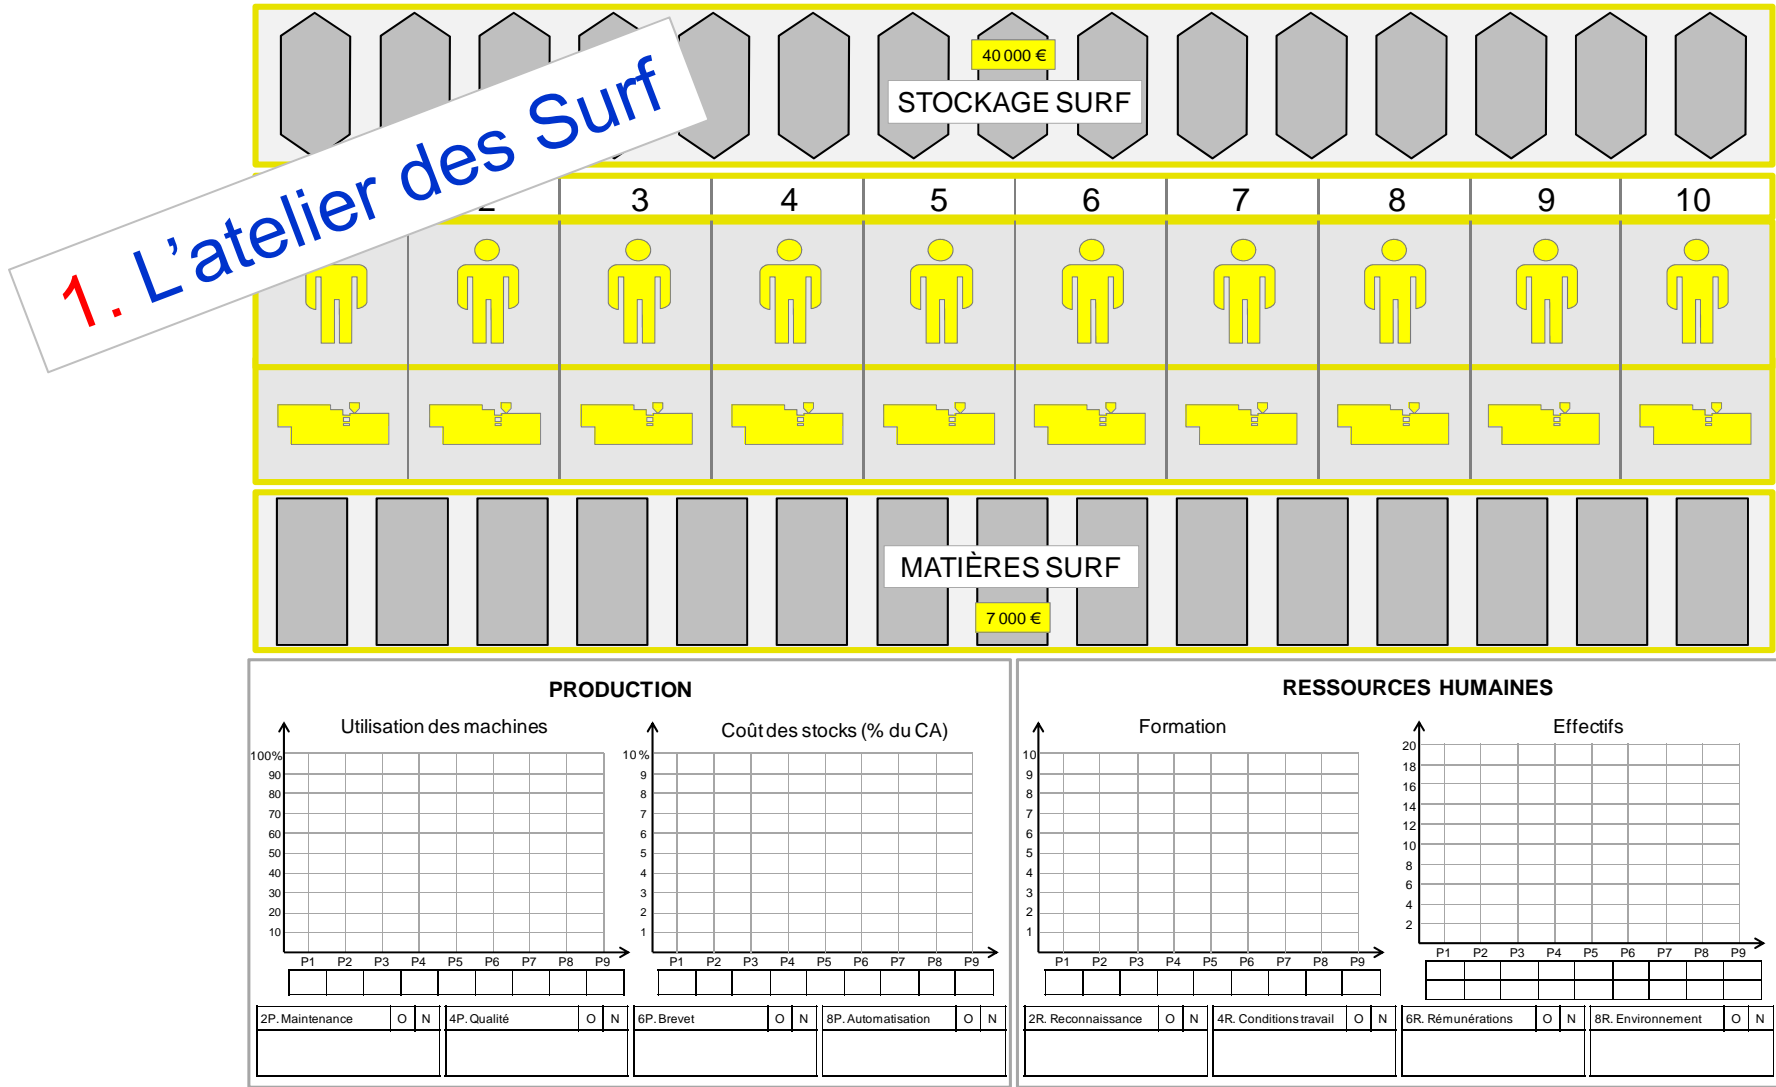 1. L’atelier des Surf
40 000 €
STOCKAGE SURF
3 4 5 6 7 8 9 10
MATIÈRES SURF
7 000 €
PRODUCTION
Utilisation des machines
100%
90
80
70
60
50
40
30
20
10
P1 P2 P3 P4 P5 P6 P7 P8 P9
Coût des stocks (% du CA)
10 %
9
8
7
6
5
4
3
2
1
P1 P2 P3 P4 P5 P6 P7 P8 P9
2P. Maintenance O N 4P. Qualité O N 6P. Brevet O N 8P. Automatisation O N
RESSOURCES HUMAINES
Formation
10
9
8
7
6
5
4
3
2
1
P1 P2 P3 P4 P5 P6 P7 P8 P9
Effectifs
20
18
16
14
12
10
8
6
4
2
P1 P2 P3 P4 P5 P6 P7 P8 P9
2R. Reconnaissance O N 4R. Conditions travail O N 6R. Rémunérations O N 8R. Environnement O N